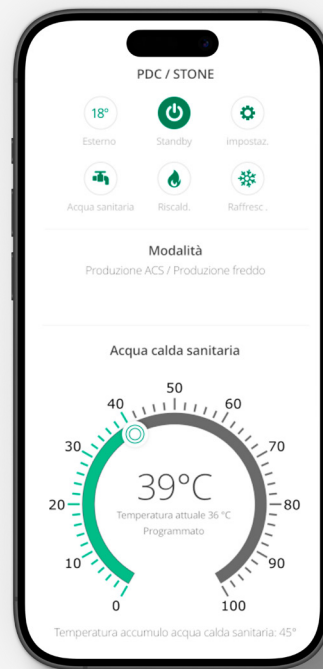 PDC / STONE
18°
Esterno Standby impostaz.
Acqua sanitaria Riscald. Raffresc..
Modalità
Produzione ACS / Produzione freddo
Acqua calda sanitaria
50
40 60
30 70
39°C
20 80
Temperatura attuale 36 °C
Programmato
10 90
0 100
Temperatura accumulo acqua calda sanitaria: 45°